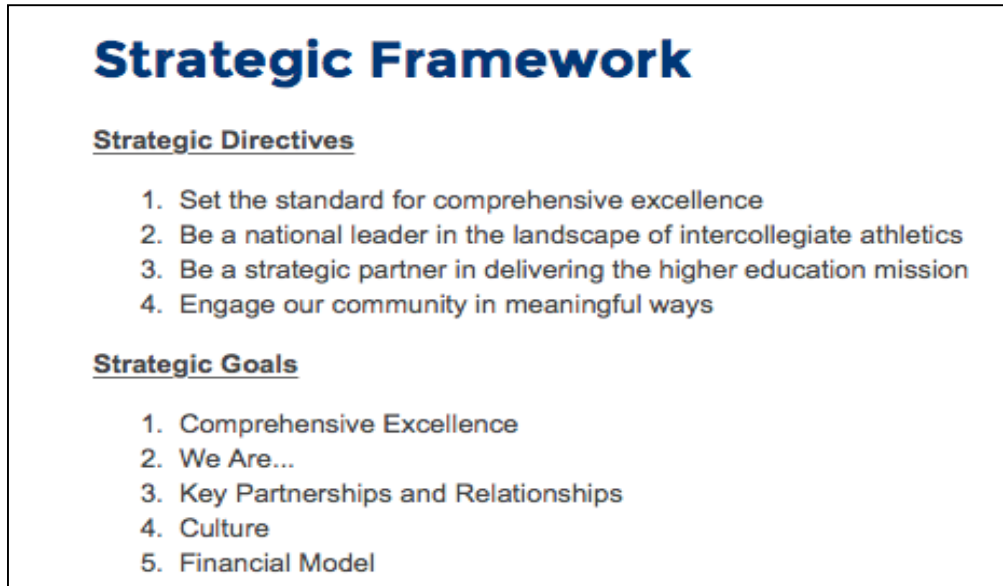 Strategic Framework
Strategic Directives
1. Set the standard for comprehensive excellence
2. Be a national leader in the landscape of intercollegiate athletics
3. Be a strategic partner in delivering the higher education mission
4. Engage our community in meaningful ways
Strategic Goals
1. Comprehensive Excellence
2. We Are...
3. Key Partnerships and Relationships
4. Culture
5. Financial Model